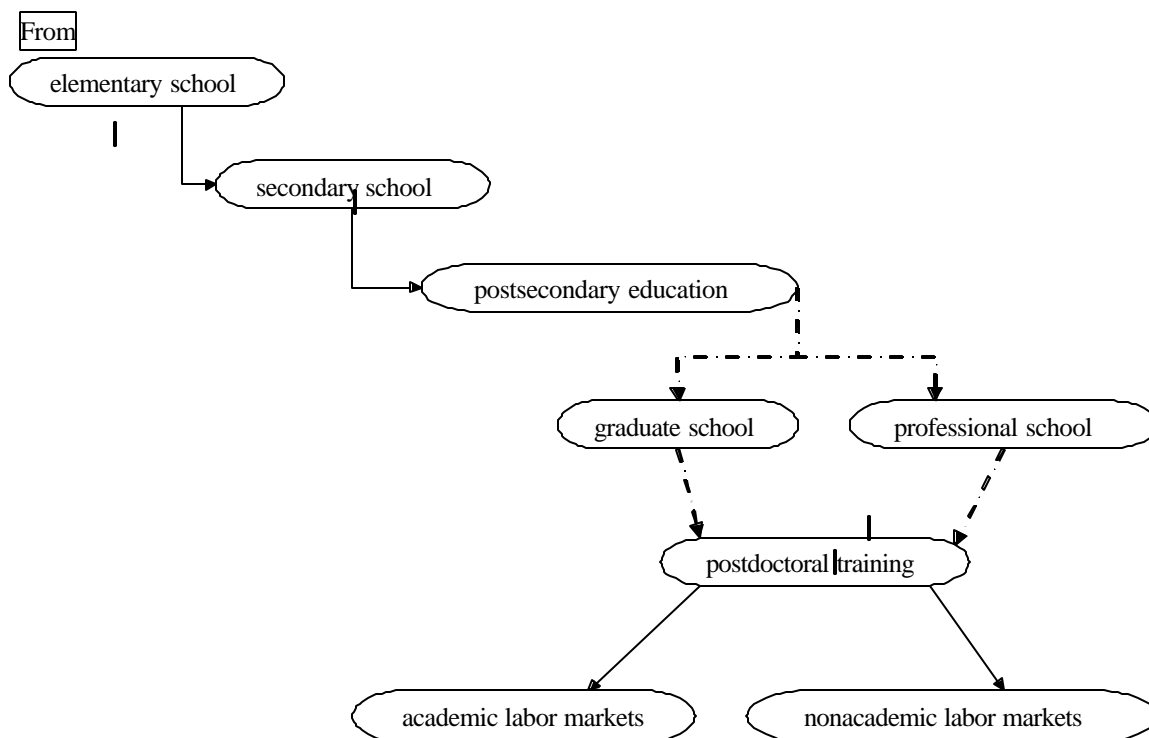 From
elementary school
secondary school
postsecondary education
graduate school
professional school
postdoctoral training
academic labor markets
nonacademic labor markets